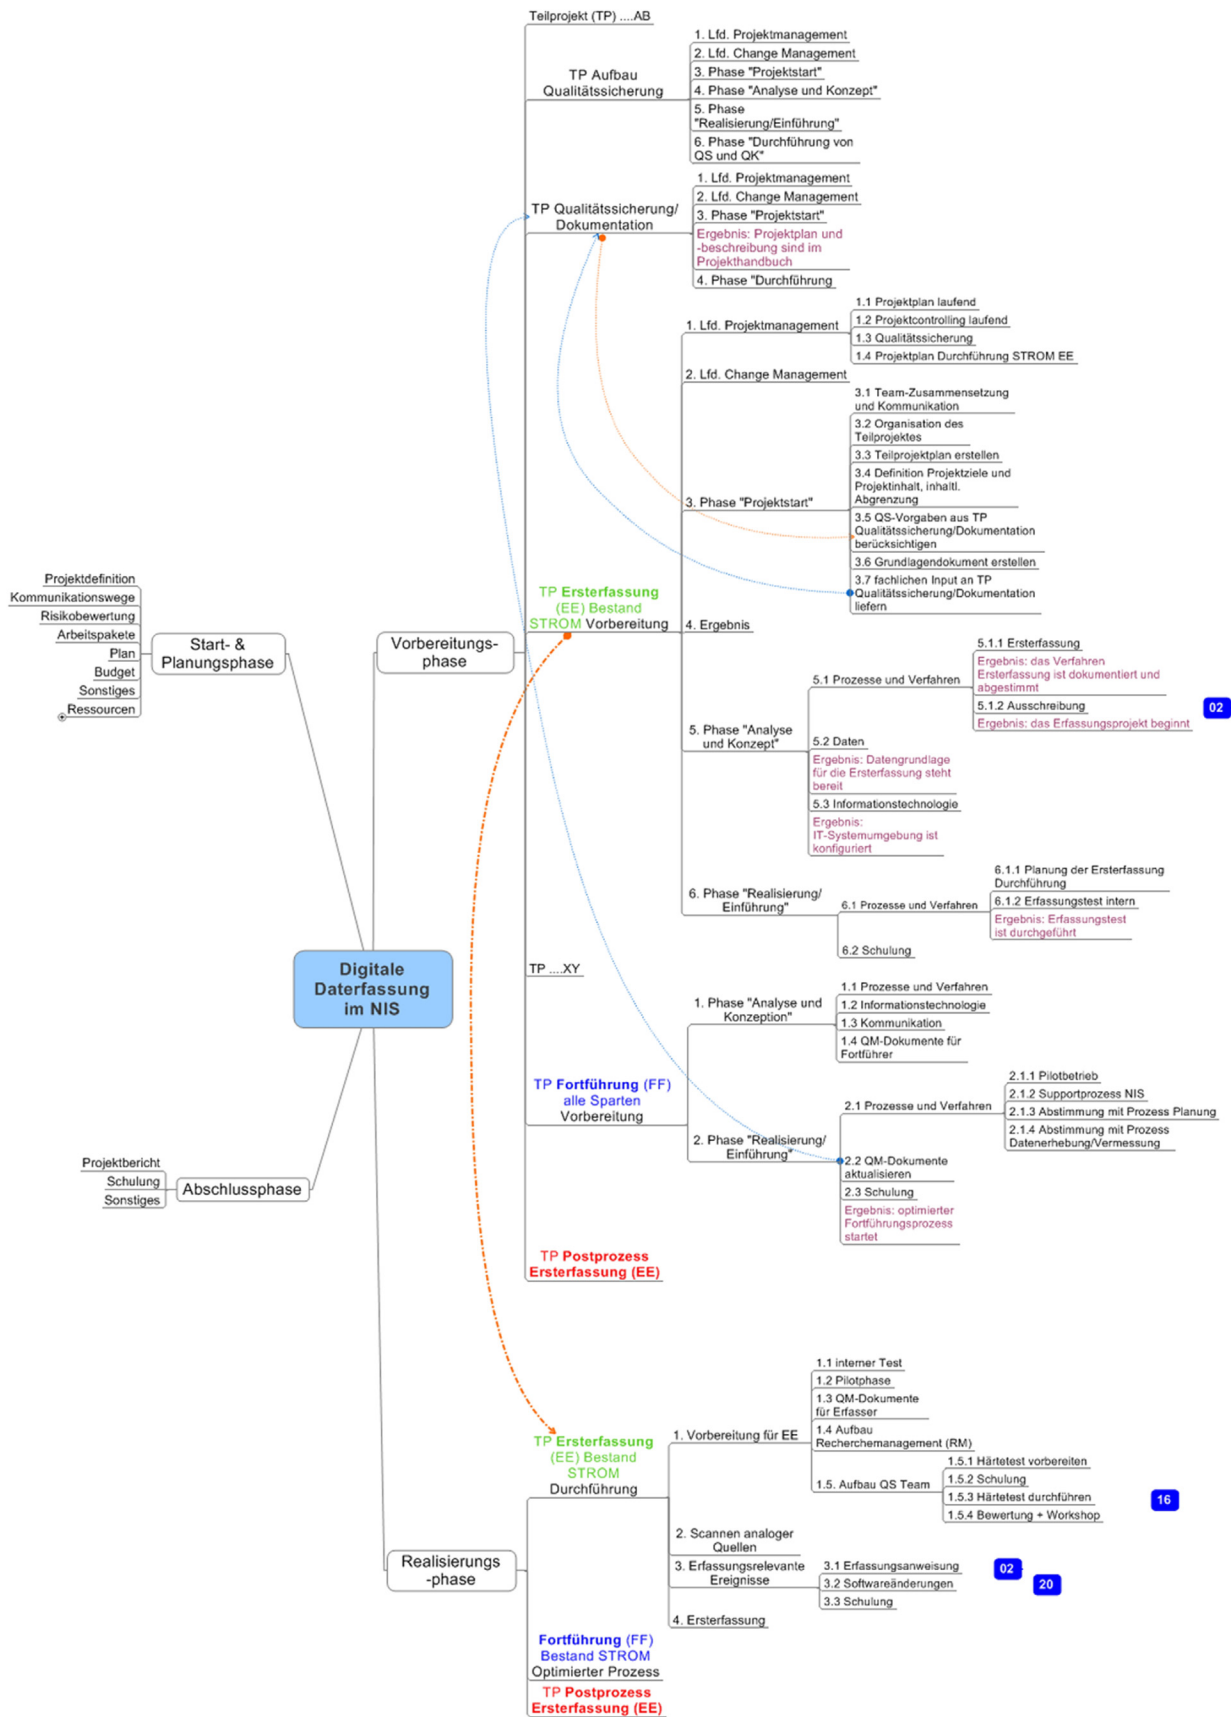 Teilprojekt (TP) ....AB
TP Aufbau
Qualitätssicherung
1. Lfd. Projektmanagement
2. Lfd. Change Management
3. Phase "Projektstart"
4. Phase "Analyse und Konzept"
5. Phase
"Realisierung/Einführung"
6. Phase "Durchführung von
QS und QK"
TP Qualitätssicherung/
Dokumentation
1. Lfd. Projektmanagement
2. Lfd. Change Management
3. Phase "Projektstart"
Ergebnis: Projektplan und
-beschreibung sind im
Projekthandbuch
4. Phase "Durchführung
TP Ersterfassung
(EE) Bestand
STROM Vorbereitung
1. Lfd. Projektmanagement
1.1 Projektplan laufend
1.2 Projektcontrolling laufend
1.3 Qualitätssicherung
1.4 Projektplan Durchführung STROM EE
2. Lfd. Change Management
3. Phase "Projektstart"
3.1 Team-Zusammensetzung
und Kommunikation
3.2 Organisation des
Teilprojektes
3.3 Teilprojektplan erstellen
3.4 Definition Projektziele und
Projektinhalt, inhaltl.
Abgrenzung
3.5 QS-Vorgaben aus TP
Qualitätssicherung/Dokumentation
berücksichtigen
3.6 Grundlagendokument erstellen
3.7 fachlichen Input an TP
Qualitätssicherung/Dokumentation
liefern
4. Ergebnis
5. Phase "Analyse
und Konzept"
5.1 Prozesse und Verfahren
5.1.1 Ersterfassung
Ergebnis: das Verfahren
Ersterfassung ist dokumentiert und
abgestimmt
5.1.2 Ausschreibung
Ergebnis: das Erfassungsprojekt beginnt
02
5.2 Daten
Ergebnis: Datengrundlage
für die Ersterfassung steht
bereit
5.3 Informationstechnologie
Ergebnis:
IT-Systemumgebung ist
konfiguriert
6. Phase "Realisierung/
Einführung"
6.1 Prozesse und Verfahren
6.1.1 Planung der Ersterfassung
Durchführung
6.1.2 Erfassungstest intern
Ergebnis: Erfassungstest
ist durchgeführt
6.2 Schulung
Projektdefinition
Kommunikationswege
Risikobewertung
Arbeitspakete
Plan
Budget
Sonstiges
Ressourcen
Start- &
Planungsphase
Vorbereitungs-
phase
Digitale
Daterfassung
im NIS
TP ....XY
TP Fortführung (FF)
alle Sparten
Vorbereitung
1. Phase "Analyse und
Konzeption"
1.1 Prozesse und Verfahren
1.2 Informationstechnologie
1.3 Kommunikation
1.4 QM-Dokumente für
Fortführer
2. Phase "Realisierung/
Einführung"
2.1 Prozesse und Verfahren
2.1.1 Pilotbetrieb
2.1.2 Supportprozess NIS
2.1.3 Abstimmung mit Prozess Planung
2.1.4 Abstimmung mit Prozess
Datenerhebung/Vermessung
2.2 QM-Dokumente
aktualisieren
2.3 Schulung
Ergebnis: optimierter
Fortführungsprozess
startet
Projektbericht
Schulung
Sonstiges
Abschlussphase
TP Postprozess
Ersterfassung (EE)
Realisierungs
-phase
TP Ersterfassung
(EE) Bestand
STROM
Durchführung
1. Vorbereitung für EE
1.1 interner Test
1.2 Pilotphase
1.3 QM-Dokumente
für Erfasser
1.4 Aufbau
Recherchemanagement (RM)
1.5. Aufbau QS Team
1.5.1 Härtetest vorbereiten
1.5.2 Schulung
1.5.3 Härtetest durchführen
1.5.4 Bewertung + Workshop
16
2. Scannen analoger
Quellen
3. Erfassungsrelevante
Ereignisse
3.1 Erfassungsanweisung
3.2 Softwareänderungen
3.3 Schulung
02
20
4. Ersterfassung
Fortführung (FF)
Bestand STROM
Optimierter Prozess
TP Postprozess
Ersterfassung (EE)